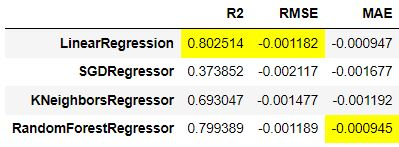 R2 RMSE MAE
LinearRegression 0.802514 -0.001182 -0.000947
SGDRegressor 0.373852 -0.002117 -0.001677
KNeighborsRegressor 0.693047 -0.001477 -0.001192
RandomForestRegressor 0.799389 -0.001189 -0.000945